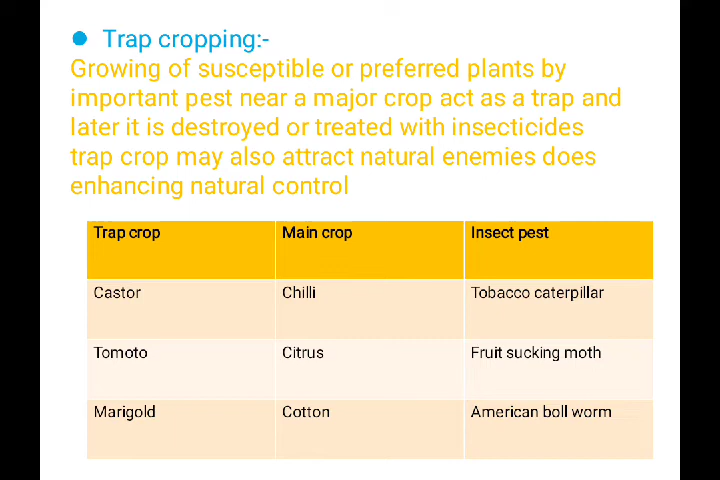 Trap cropping:-
Growing of susceptible or preferred plants by
important pest near a major crop act as a trap and
later it is destroyed or treated with insecticides
trap crop may also attract natural enemies does
enhancing natural control
Trap crop Main crop Insect pest
Castor Chilli Tobacco caterpillar
Tomoto Citrus Fruit sucking moth
Marigold Cotton American boll worm